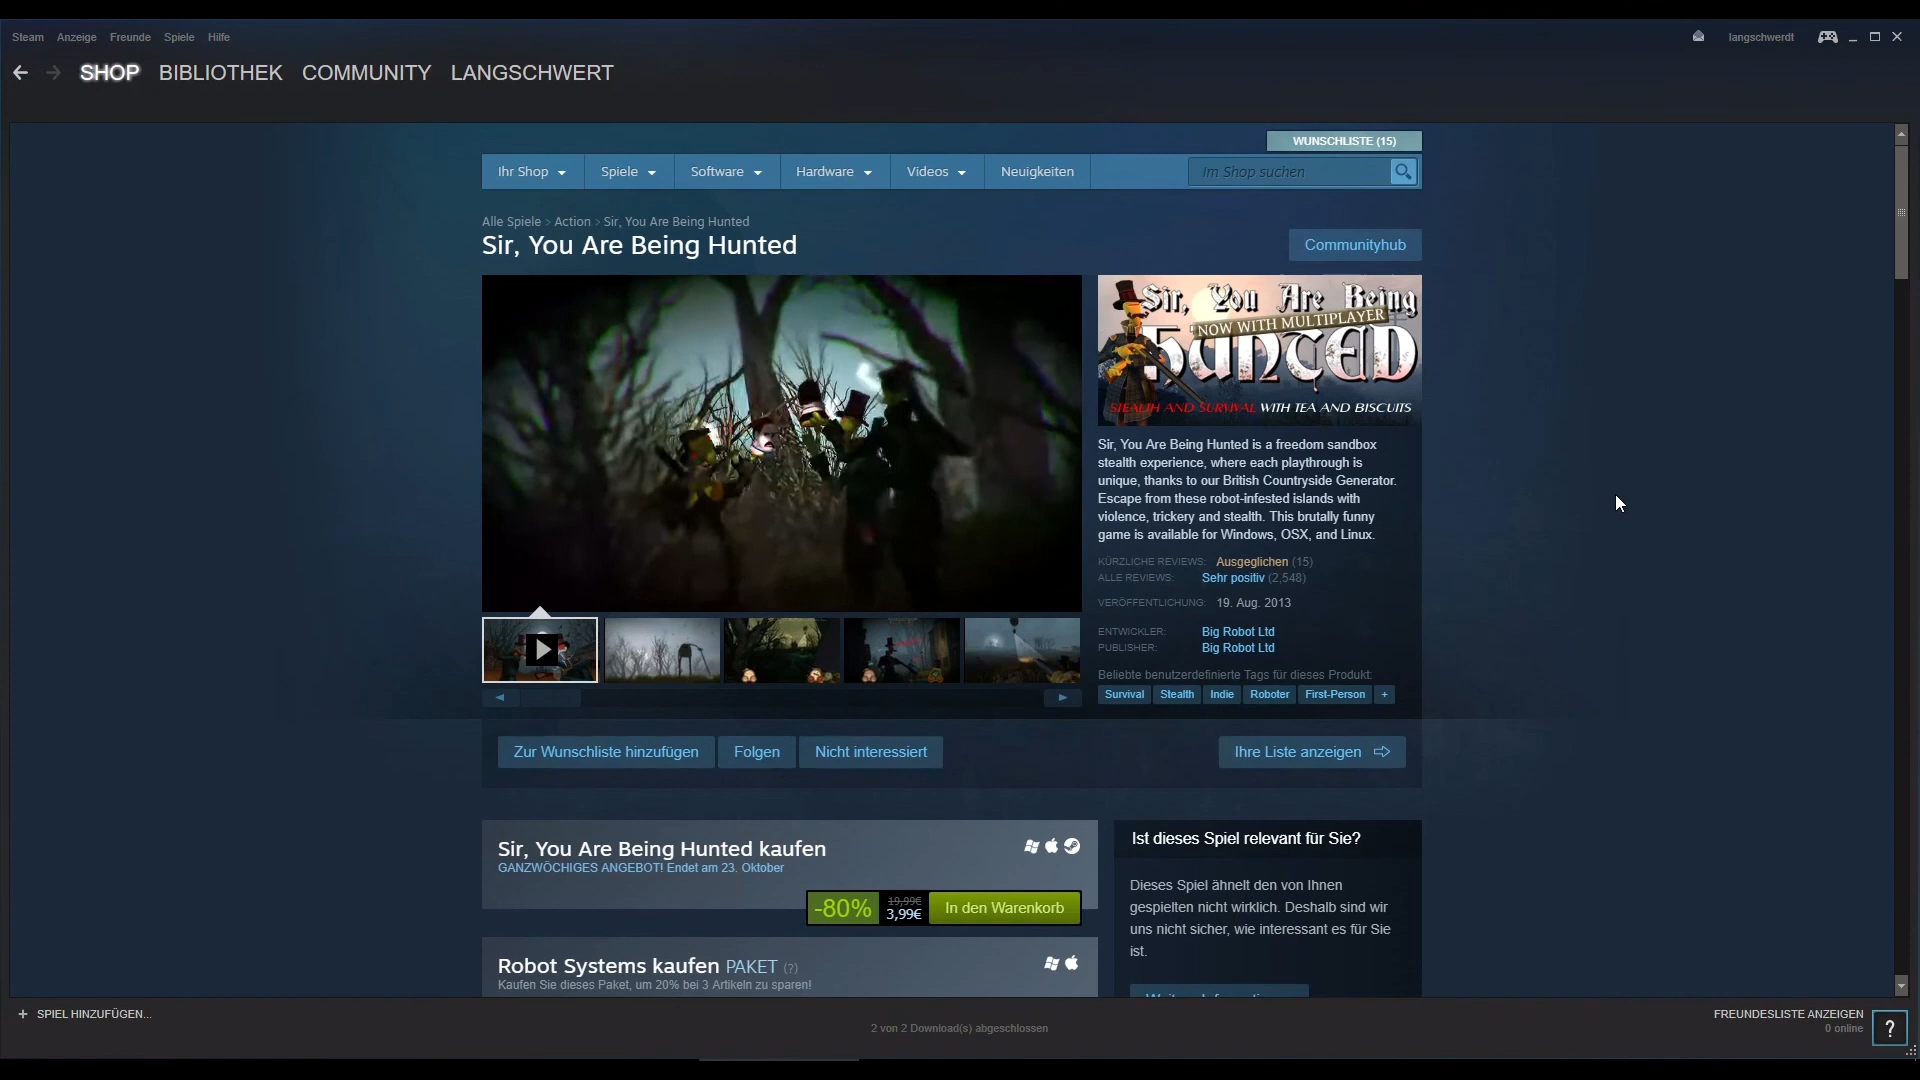 Steam Anzeige Freunde Spiele Hilfe
langschwerdt
SHOP BIBLIOTHEK COMMUNITY LANGSCHWERT
WUNSCHLISTE (15)
Ihr Shop Spiele Software Hardware Videos Neuigkeiten
Im Shop suchen
Alle Spiele > Action > Sir, You Are Being Hunted
Sir, You Are Being Hunted
Communityhub
Sir, You Are Being
NOW WITH MULTIPLAYER
HUNTED
STEALTH AND SURVIVAL WITH TEA AND BISCUITS
Sir, You Are Being Hunted is a freedom sandbox
stealth experience, where each playthrough is
unique, thanks to our British Countryside Generator.
Escape from these robot-infested islands with
violence, trickery and stealth. This brutally funny
game is available for Windows, OSX, and Linux.
KÜRZLICHE REVIEWS: Ausgeglichen (15)
ALLE REVIEWS: Sehr positiv (2,548)
VERÖFFENTLICHUNG: 19. Aug. 2013
ENTWICKLER: Big Robot Ltd
PUBLISHER: Big Robot Ltd
Beliebte benutzerdefinierte Tags für dieses Produkt:
Survival Stealth Indie Roboter First-Person +
Zur Wunschliste hinzufügen Folgen Nicht interessiert
Ihre Liste anzeigen
Sir, You Are Being Hunted kaufen
GANZWÖCHIGES ANGEBOT! Endet am 23. Oktober
-80% 19,99€ 3,99€ In den Warenkorb
Ist dieses Spiel relevant für Sie?
Dieses Spiel ähnelt den von Ihnen
gespielten nicht wirklich. Deshalb sind wir
uns nicht sicher, wie interessant es für Sie
ist.
Robot Systems kaufen PAKET (?)
Kaufen Sie dieses Paket, um 20% bei 3 Artikeln zu sparen!
+ SPIEL HINZUFÜGEN...
2 von 2 Download(s) abgeschlossen
FREUNDESLISTE ANZEIGEN
0 online
?